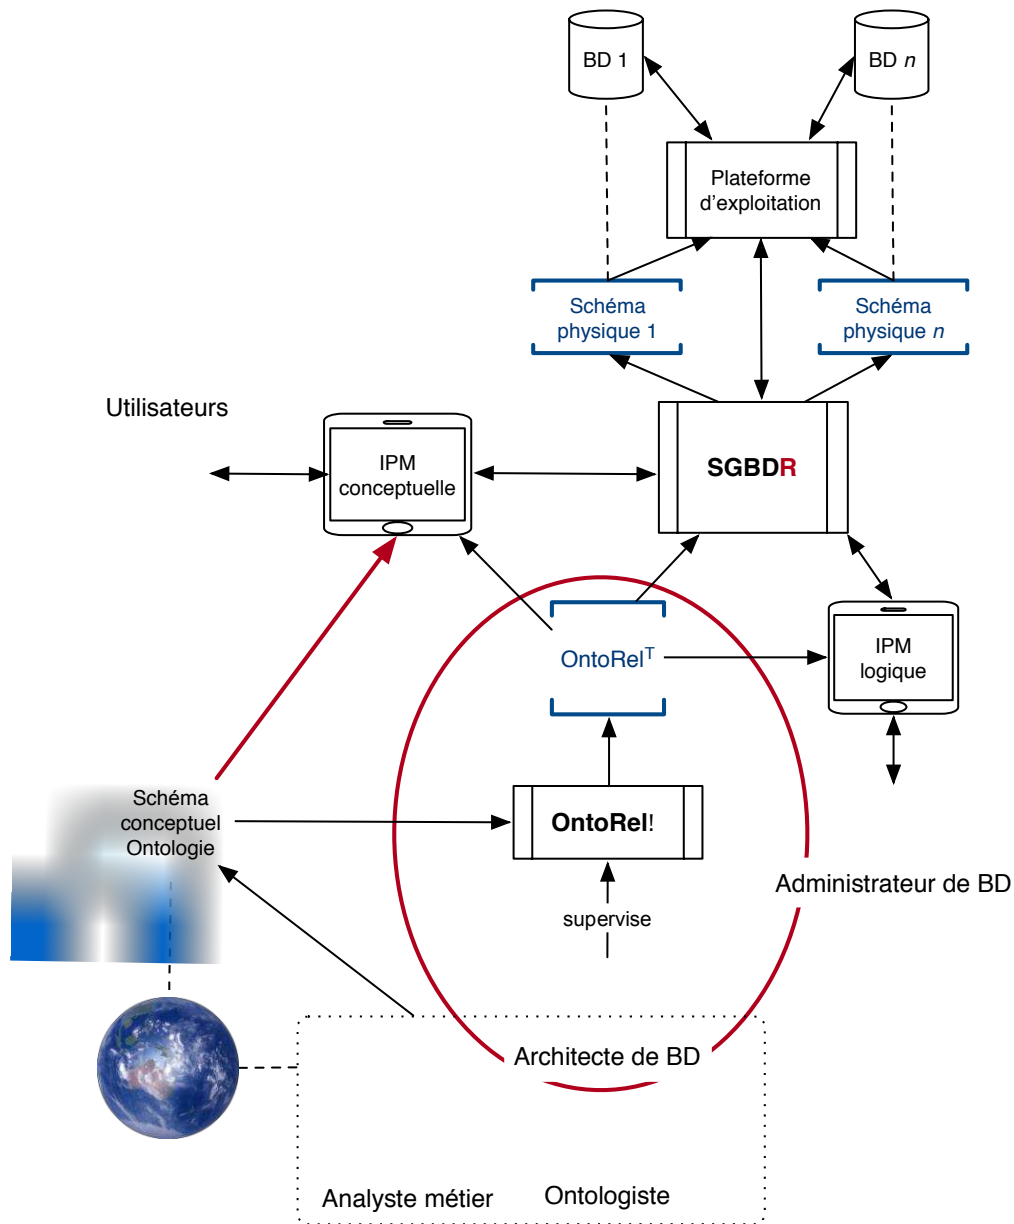 BD 1
BD n
Plateforme
d'exploitation
Schéma
physique 1
Schéma
physique n
Utilisateurs
IPM
conceptuelle
SGBDR
OntoRelᵀ
IPM
logique
Schéma
conceptuel
Ontologie
OntoRel!
Administrateur de BD
supervise
Architecte de BD
Analyste métier
Ontologiste